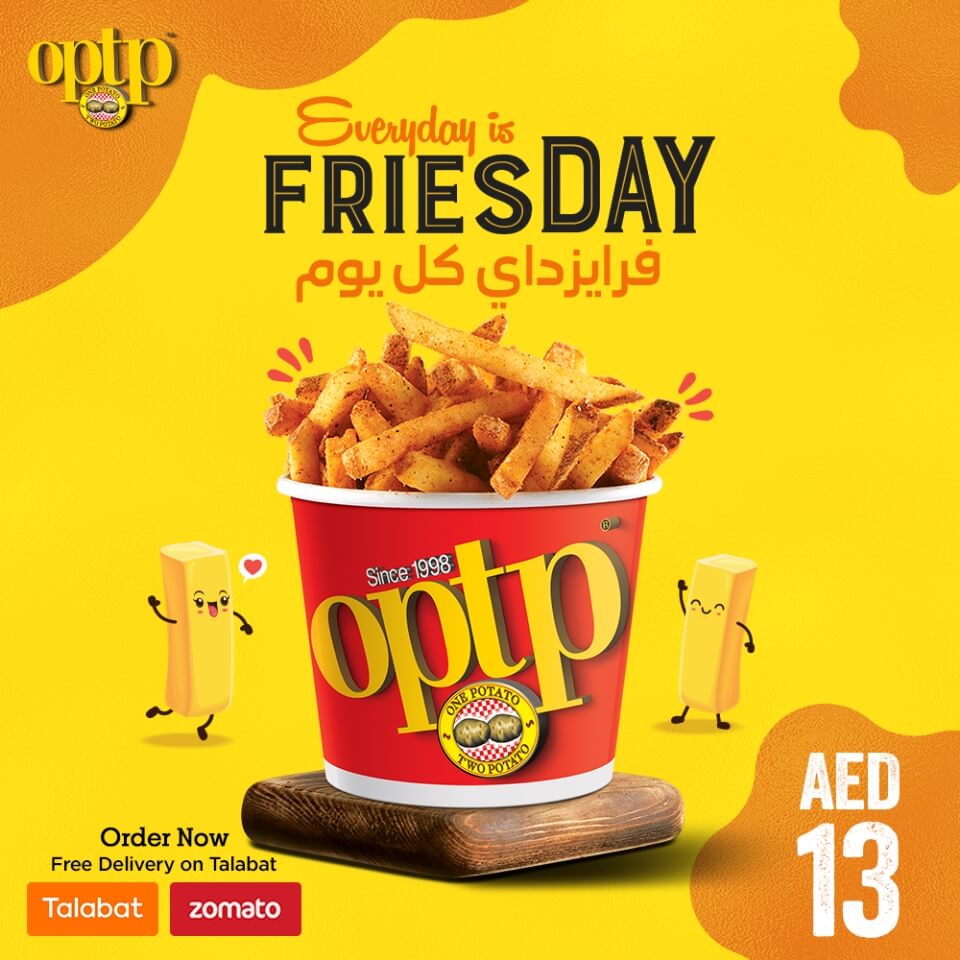 optp
ONE POTATO
TWO POTATO
Everyday is
FRIESDAY
فرايزداي كل يوم
Since 1998
optp
®
ONE POTATO
TWO POTATO
Order Now
Free Delivery on Talabat
Talabat
zomato
AED
13